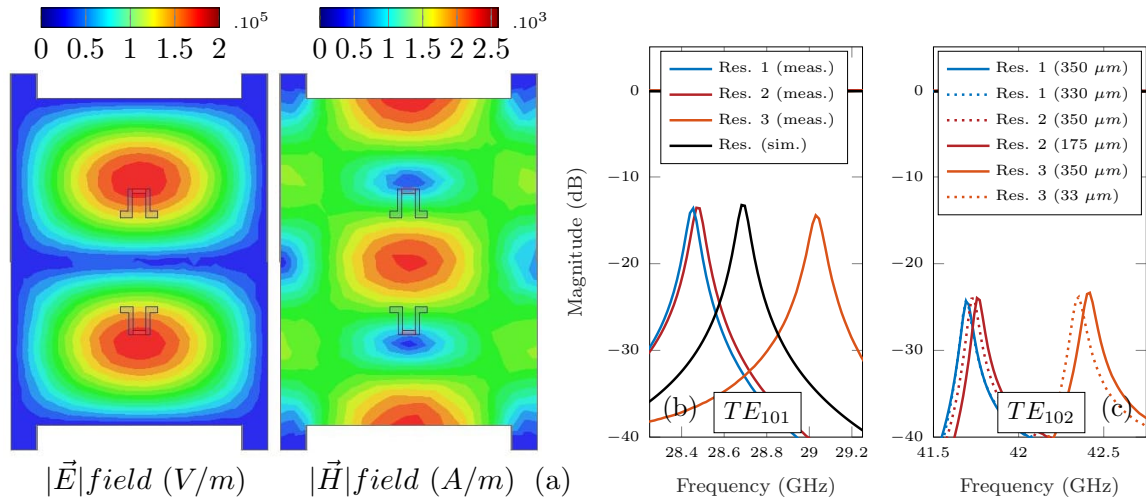 0 0.5 1 1.5 2 .10⁵
0 0.5 1 1.5 2 2.5 .10³
|E⃗|field (V/m)
|H⃗|field (A/m) (a)
Magnitude (dB)
0
−10
−20
−30
−40
Res. 1 (meas.)
Res. 2 (meas.)
Res. 3 (meas.)
Res. (sim.)
(b) TE₁₀₁
28.4 28.6 28.8 29 29.2
Frequency (GHz)
0
−10
−20
−30
−40
Res. 1 (350 μm)
Res. 1 (330 μm)
Res. 2 (350 μm)
Res. 2 (175 μm)
Res. 3 (350 μm)
Res. 3 (33 μm)
TE₁₀₂ (c)
41.5 42 42.5
Frequency (GHz)